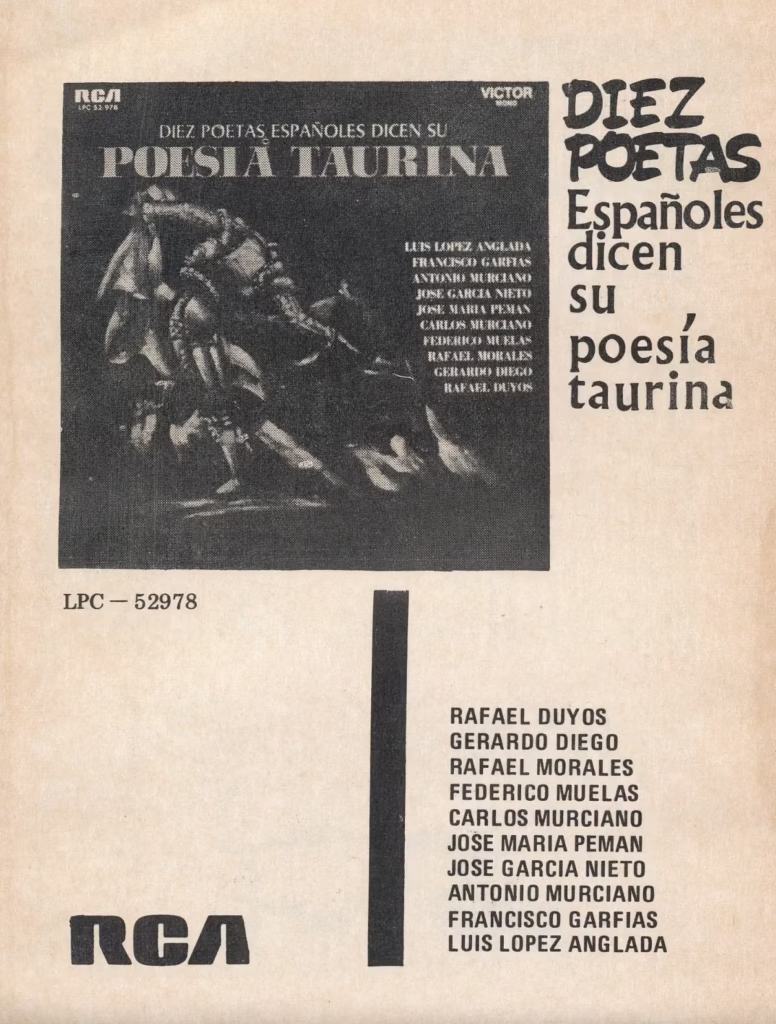 RCA
LPC 52-978
VICTOR
MONO
DIEZ POETAS ESPAÑOLES DICEN SU
POESIA TAURINA
LUIS LOPEZ ANGLADA
FRANCISCO GARFIAS
ANTONIO MURCIANO
JOSE GARCIA NIETO
JOSE MARIA PEMAN
CARLOS MURCIANO
FEDERICO MUELAS
RAFAEL MORALES
GERARDO DIEGO
RAFAEL DUYOS
DIEZ
POETAS
Españoles
dicen
su
poesía
taurina
LPC — 52978
RAFAEL DUYOS
GERARDO DIEGO
RAFAEL MORALES
FEDERICO MUELAS
CARLOS MURCIANO
JOSE MARIA PEMAN
JOSE GARCIA NIETO
ANTONIO MURCIANO
FRANCISCO GARFIAS
LUIS LOPEZ ANGLADA
RCA